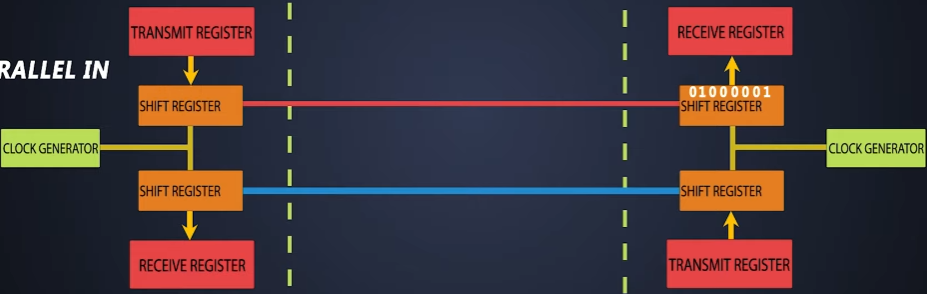 TRANSMIT REGISTER
RECEIVE REGISTER
RALLEL IN
01000001
SHIFT REGISTER
SHIFT REGISTER
CLOCK GENERATOR
CLOCK GENERATOR
SHIFT REGISTER
SHIFT REGISTER
RECEIVE REGISTER
TRANSMIT REGISTER